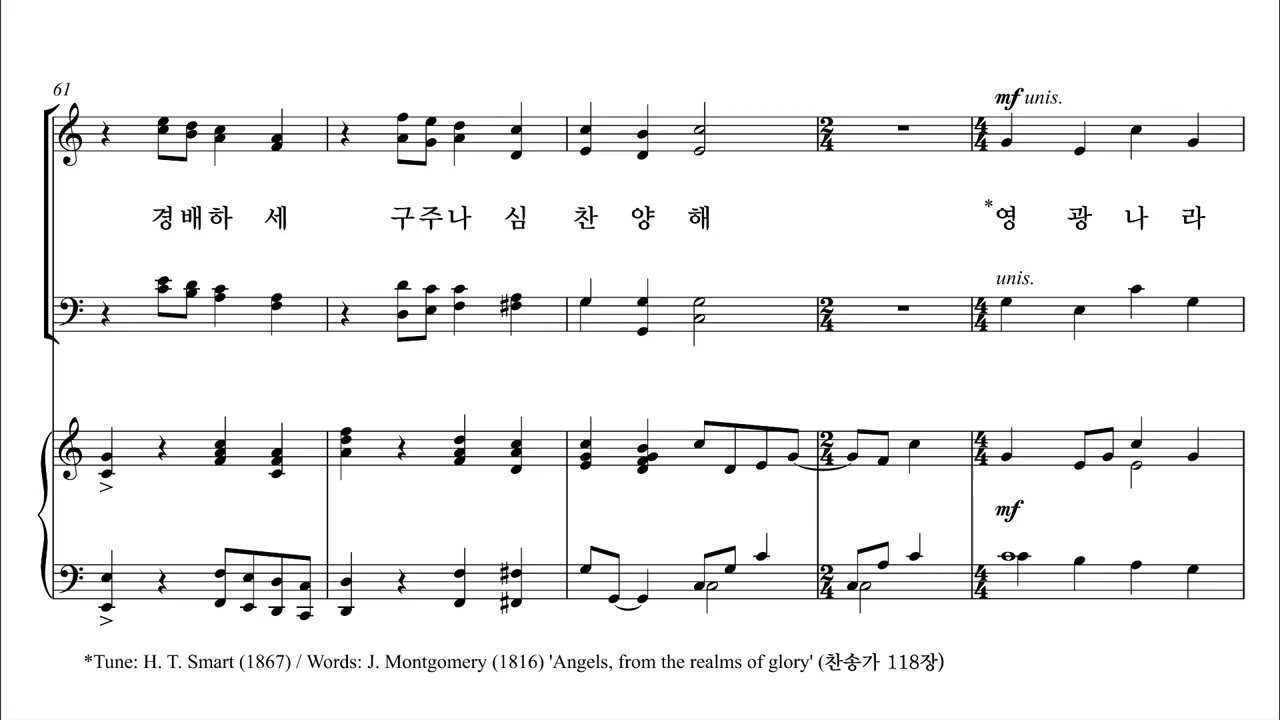 61
mf unis.
경배하 세 구주나 심 찬 양 해 *영 광 나 라
unis.
mf
*Tune: H. T. Smart (1867) / Words: J. Montgomery (1816) 'Angels, from the realms of glory' (찬송가 118장)